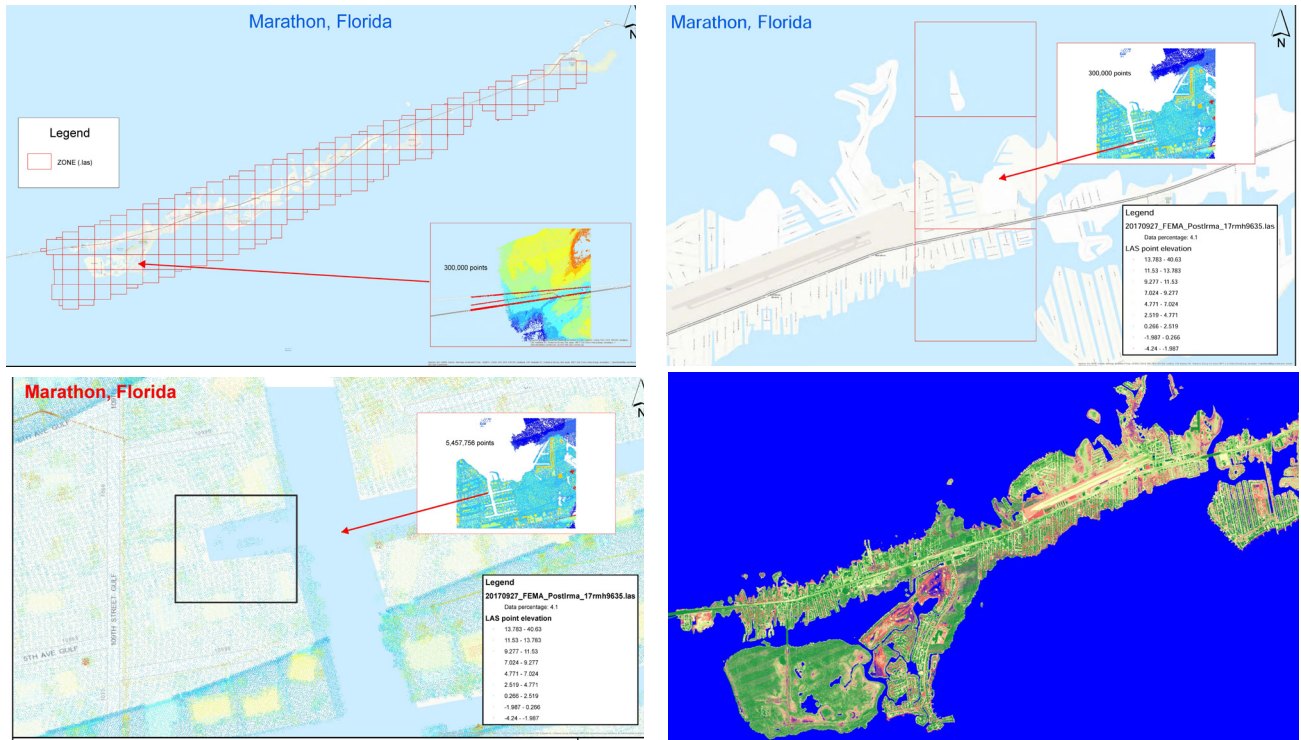 Marathon, Florida
N
Legend
ZONE (.las)
300,000 points
Marathon, Florida
N
300,000 points
Legend
20170927_FEMA_PostIrma_17rmh9635.las
Data percentage: 4.1
LAS point elevation
13.783 - 40.63
11.53 - 13.783
9.277 - 11.53
7.024 - 9.277
4.771 - 7.024
2.519 - 4.771
0.266 - 2.519
-1.987 - 0.266
-4.24 - -1.987
Marathon, Florida
N
5TH AVE GULF
109TH STREET GULF
5TH AVE GULF
5,457,756 points
Legend
20170927_FEMA_PostIrma_17rmh9635.las
Data percentage: 4.1
LAS point elevation
13.783 - 40.63
11.53 - 13.783
9.277 - 11.53
7.024 - 9.277
4.771 - 7.024
2.519 - 4.771
0.266 - 2.519
-1.987 - 0.266
-4.24 - -1.987